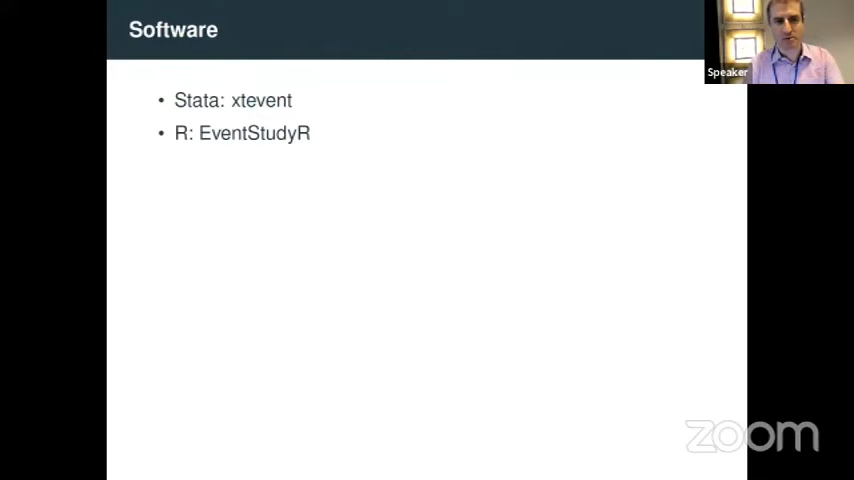 Software
Speaker
• Stata: xtevent
• R: EventStudyR
zoom